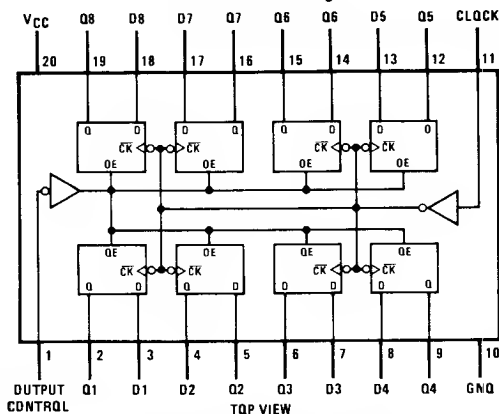 VCC Q8 D8 D7 Q7 Q6 Q6 D5 Q5 CLOCK
20 19 18 17 16 15 14 13 12 11
Q D D Q Q D D Q
CK CK CK CK
OE OE OE OE
OE OE OE OE
CK CK CK CK
Q D D Q Q D D Q
1 2 3 4 5 6 7 8 9 10
OUTPUT CONTROL Q1 D1 D2 Q2 Q3 D3 D4 Q4 GND
TOP VIEW